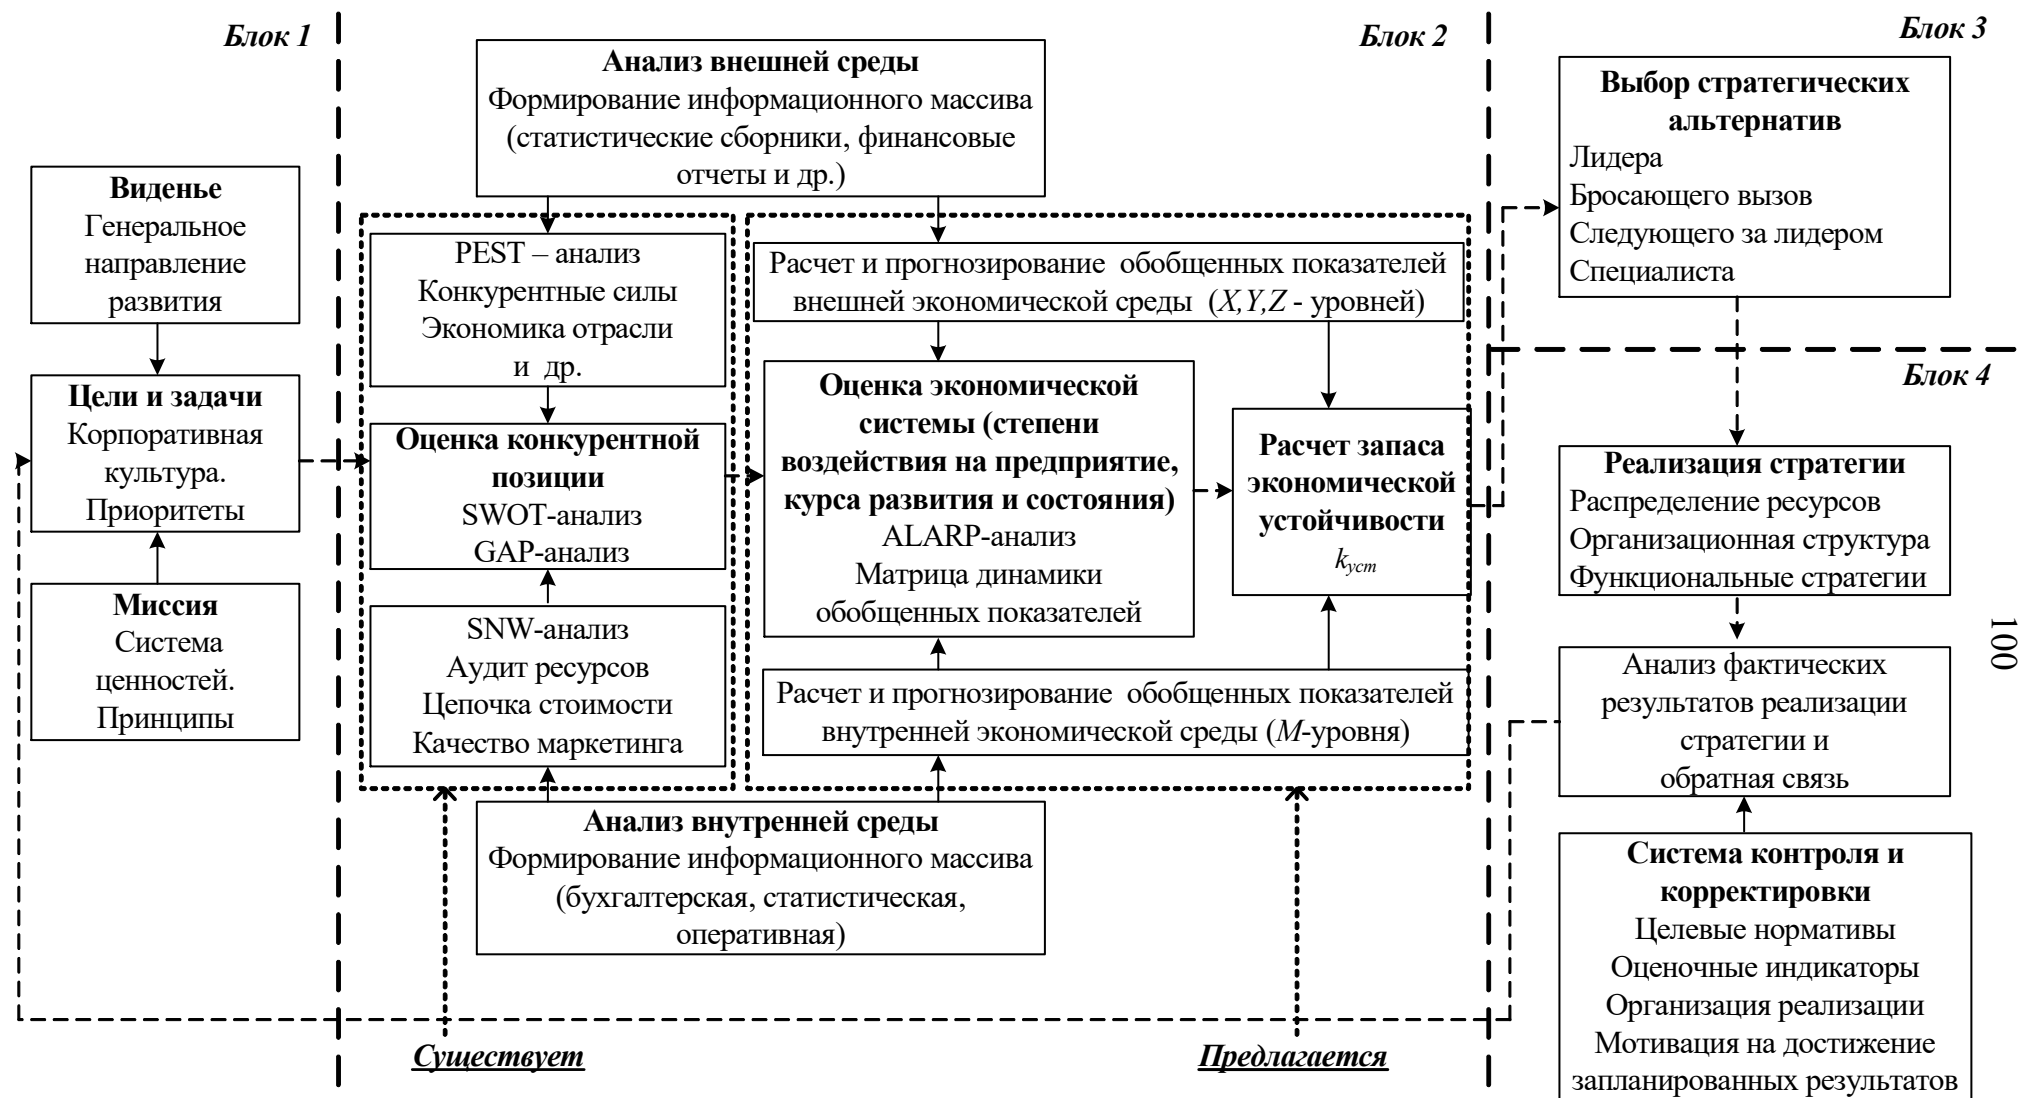 Блок 1
Виденье
Генеральное
направление
развития
Цели и задачи
Корпоративная
культура.
Приоритеты
Миссия
Система
ценностей.
Принципы
Блок 2
Анализ внешней среды
Формирование информационного массива
(статистические сборники, финансовые
отчеты и др.)
PEST – анализ
Конкурентные силы
Экономика отрасли
и др.
Оценка конкурентной
позиции
SWOT-анализ
GAP-анализ
SNW-анализ
Аудит ресурсов
Цепочка стоимости
Качество маркетинга
Расчет и прогнозирование обобщенных показателей
внешней экономической среды (X,Y,Z - уровней)
Оценка экономической
системы (степени
воздействия на предприятие,
курса развития и состояния)
ALARP-анализ
Матрица динамики
обобщенных показателей
Расчет запаса
экономической
устойчивости
kуст
Расчет и прогнозирование обобщенных показателей
внутренней экономической среды (М-уровня)
Анализ внутренней среды
Формирование информационного массива
(бухгалтерская, статистическая,
оперативная)
Существует
Предлагается
Блок 3
Выбор стратегических
альтернатив
Лидера
Бросающего вызов
Следующего за лидером
Специалиста
Блок 4
Реализация стратегии
Распределение ресурсов
Организационная структура
Функциональные стратегии
Анализ фактических
результатов реализации
стратегии и
обратная связь
Система контроля и
корректировки
Целевые нормативы
Оценочные индикаторы
Организация реализации
Мотивация на достижение
запланированных результатов
100